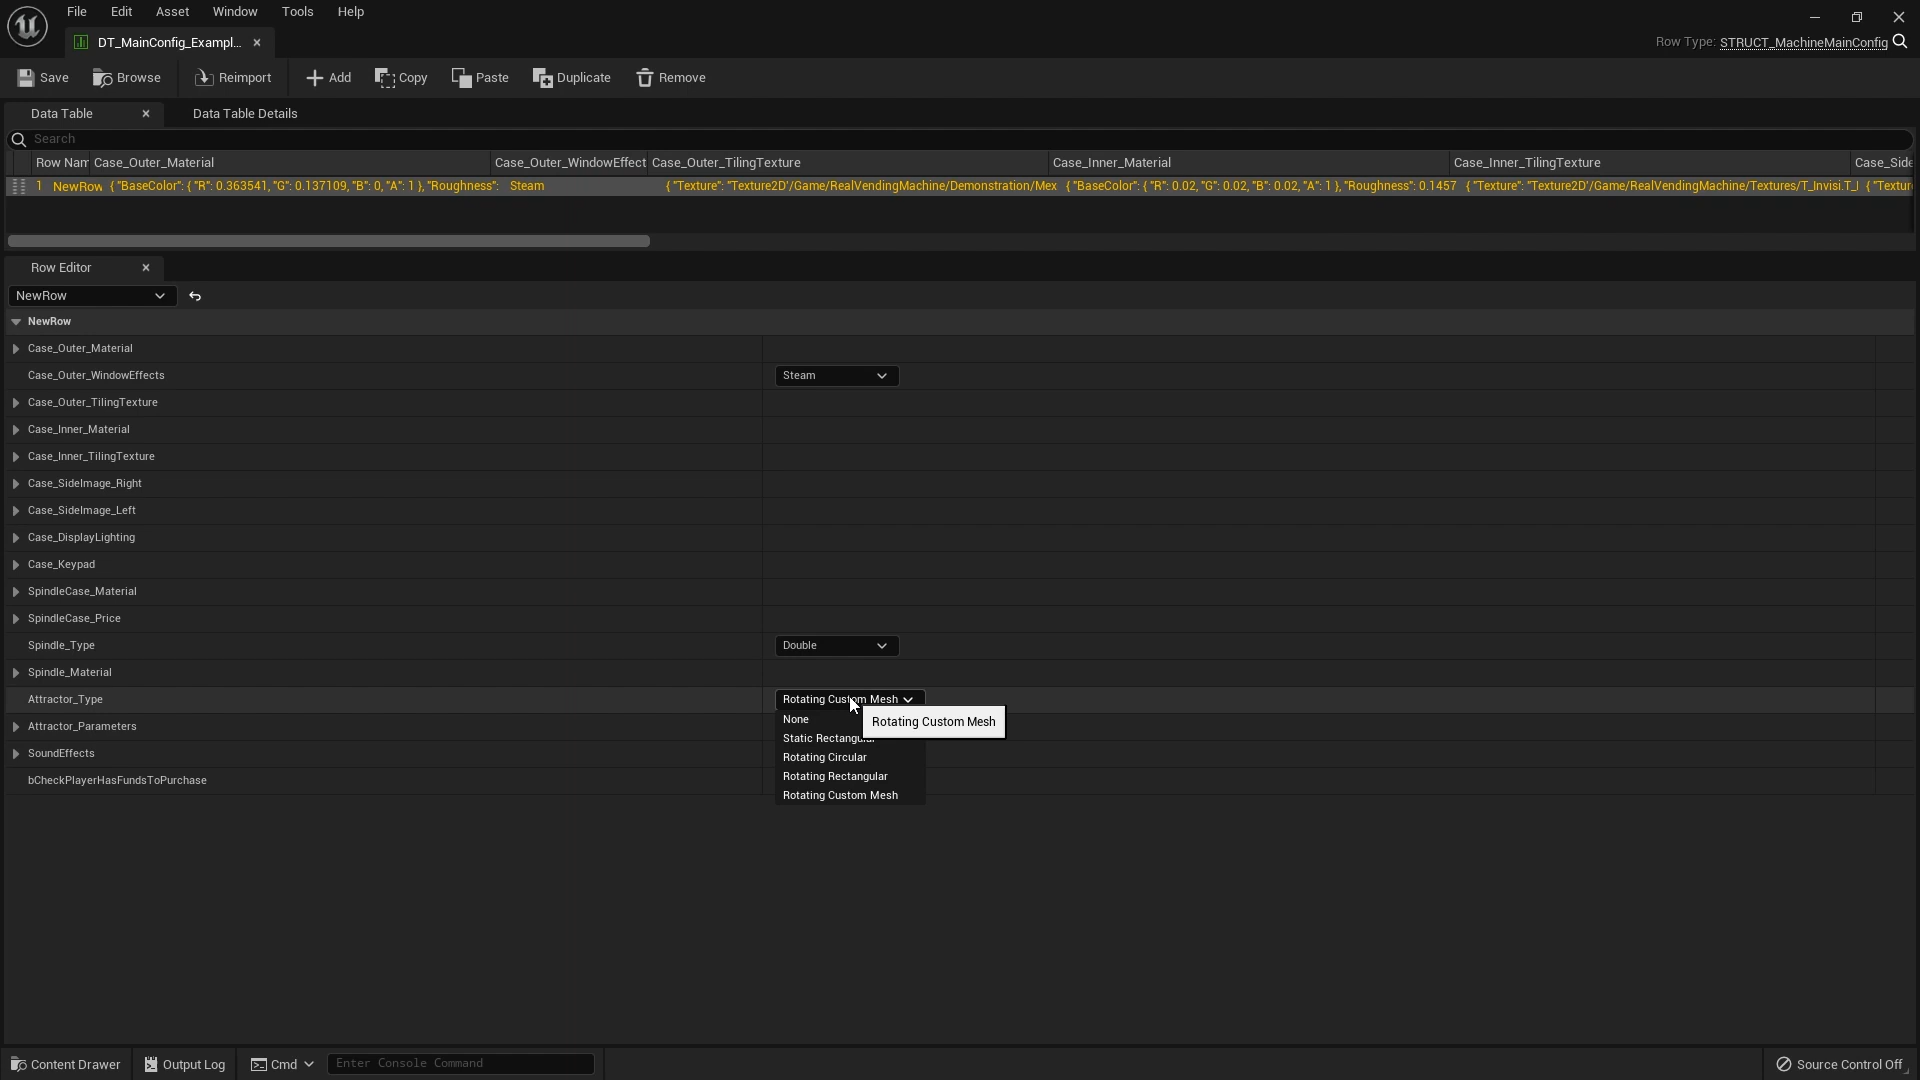 File Edit Asset Window Tools Help
DT_MainConfig_Exampl...
Row Type: STRUCT_MachineMainConfig
Save Browse Reimport Add Copy Paste Duplicate Remove
Data Table Data Table Details
Search
Row Nam Case_Outer_Material Case_Outer_WindowEffect Case_Outer_TilingTexture Case_Inner_Material Case_Inner_TilingTexture Case_Side
1 NewRow { "BaseColor": { "R": 0.363541, "G": 0.137109, "B": 0, "A": 1 }, "Roughness": Steam { "Texture": "Texture2D'/Game/RealVendingMachine/Demonstration/Mex { "BaseColor": { "R": 0.02, "G": 0.02, "B": 0.02, "A": 1 }, "Roughness": 0.1457 { "Texture": "Texture2D'/Game/RealVendingMachine/Textures/T_Invisi.T_I { "Textur
Row Editor
NewRow
NewRow
Case_Outer_Material
Case_Outer_WindowEffects Steam
Case_Outer_TilingTexture
Case_Inner_Material
Case_Inner_TilingTexture
Case_SideImage_Right
Case_SideImage_Left
Case_DisplayLighting
Case_Keypad
SpindleCase_Material
SpindleCase_Price
Spindle_Type Double
Spindle_Material
Attractor_Type Rotating Custom Mesh
None
Rotating Custom Mesh
Attractor_Parameters
Static Rectangular
SoundEffects
Rotating Circular
bCheckPlayerHasFundsToPurchase
Rotating Rectangular
Rotating Custom Mesh
Content Drawer Output Log Cmd Enter Console Command Source Control Off